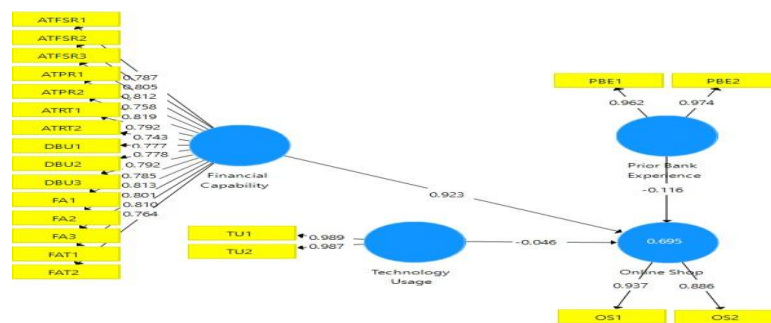 ATFSR1
ATFSR2
ATFSR3
ATPR1
ATPR2
ATRT1
ATRT2
DBU1
DBU2
DBU3
FA1
FA2
FA3
FAT1
FAT2
0.787
0.805
0.812
0.758
0.819
0.792
0.743
0.777
0.778
0.792
0.785
0.813
0.801
0.810
0.764
Financial
Capability
PBE1
PBE2
0.962
0.974
Prior Bank
Experience
0.923
-0.116
TU1
TU2
0.989
0.987
Technology
Usage
-0.046
0.695
Online Shop
0.937
0.886
OS1
OS2